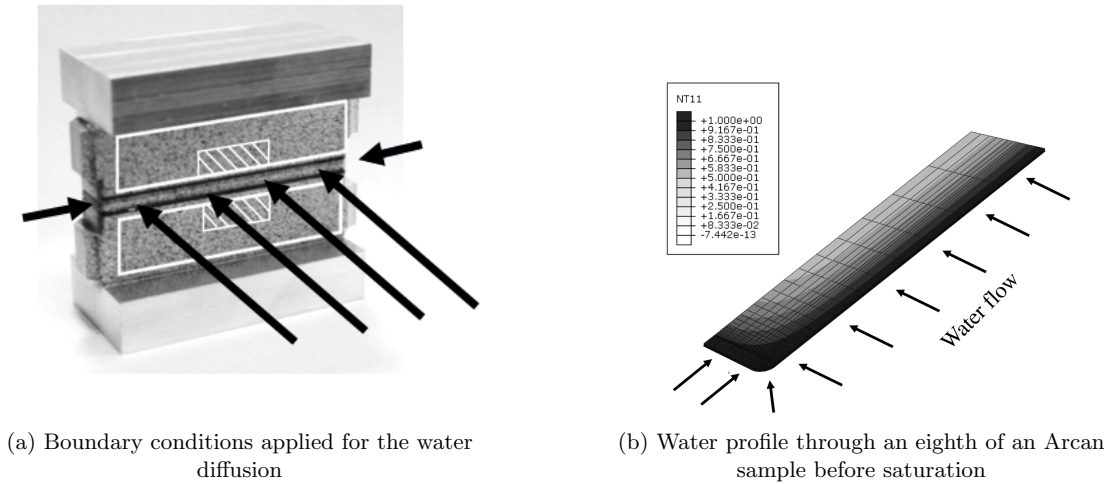 NT11
+1.000e+00
+9.167e-01
+8.333e-01
+7.500e-01
+6.667e-01
+5.833e-01
+5.000e-01
+4.167e-01
+3.333e-01
+2.500e-01
+1.667e-01
+8.333e-02
-7.442e-13
Water flow
(a) Boundary conditions applied for the water
diffusion
(b) Water profile through an eighth of an Arcan
sample before saturation